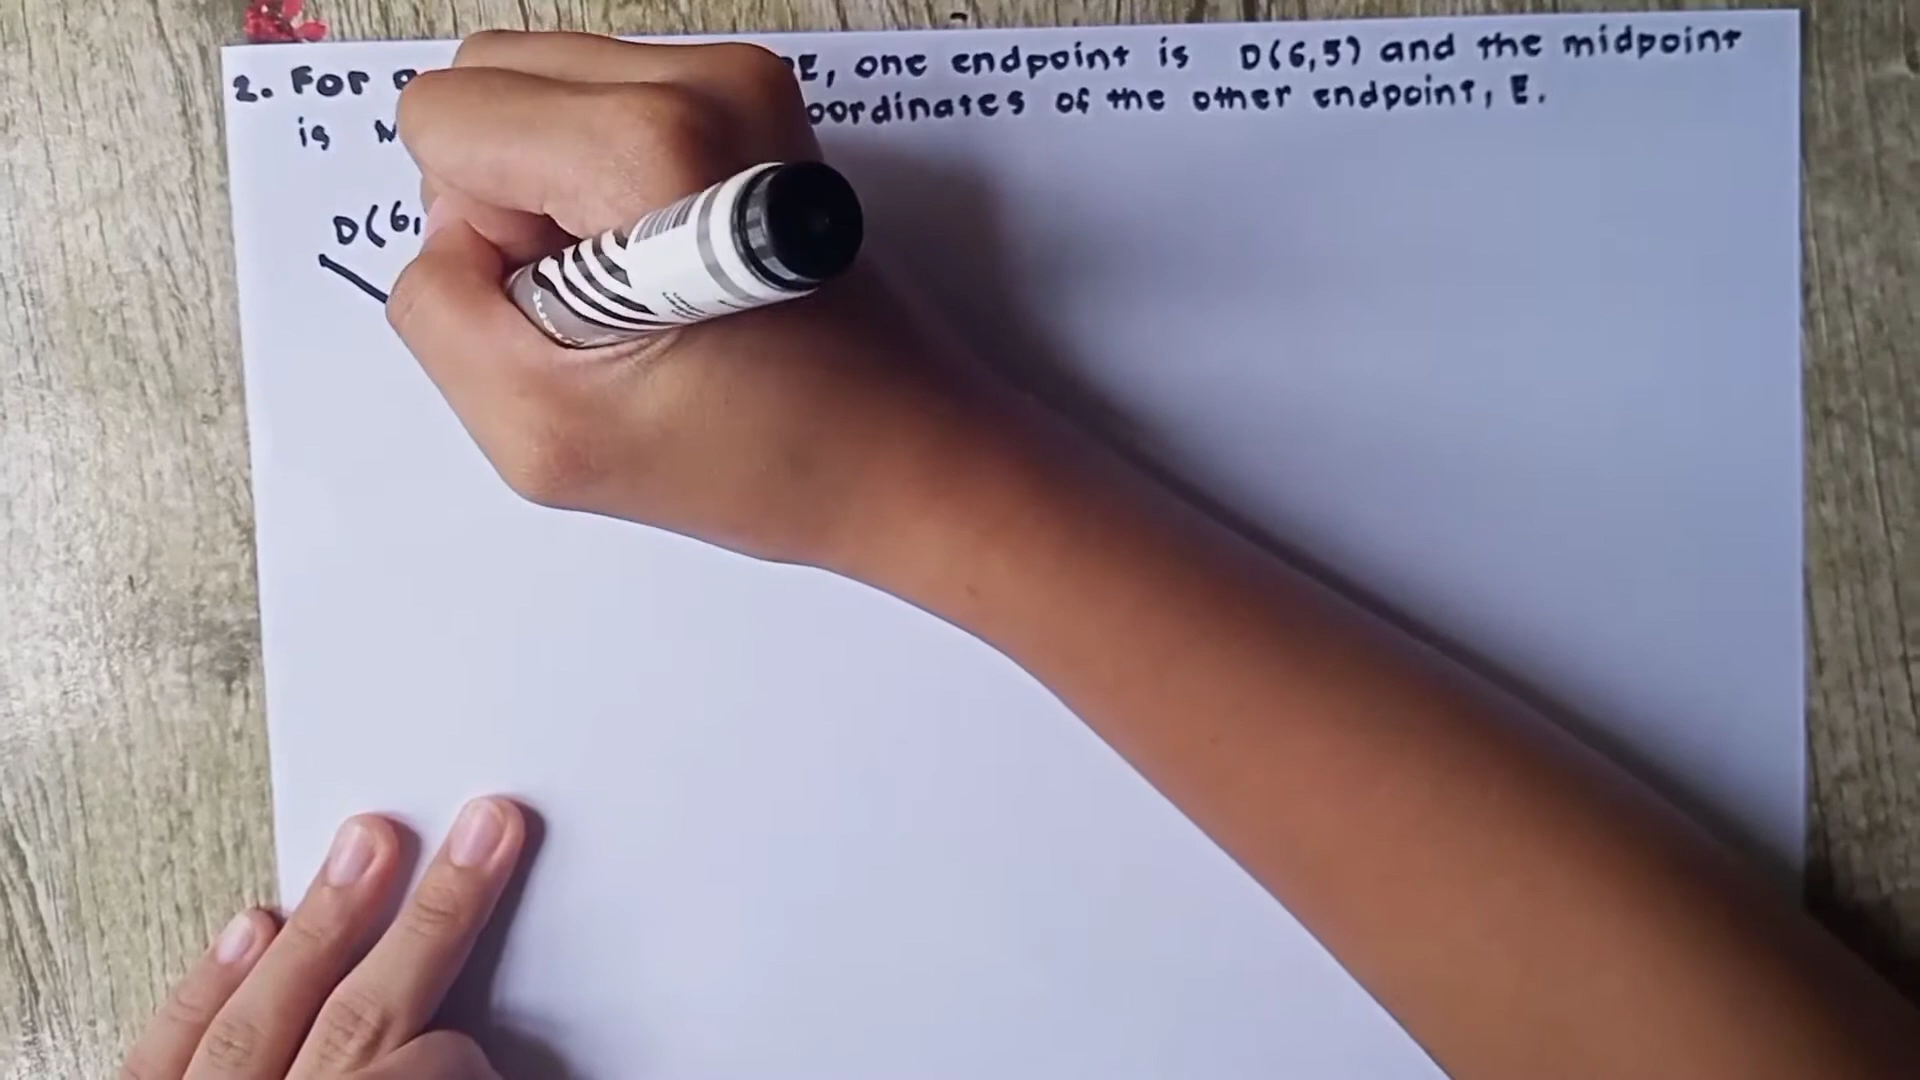 2. For E, one endpoint is D(6,5) and the midpoint
is oordinates of the other endpoint, E.
D(6,